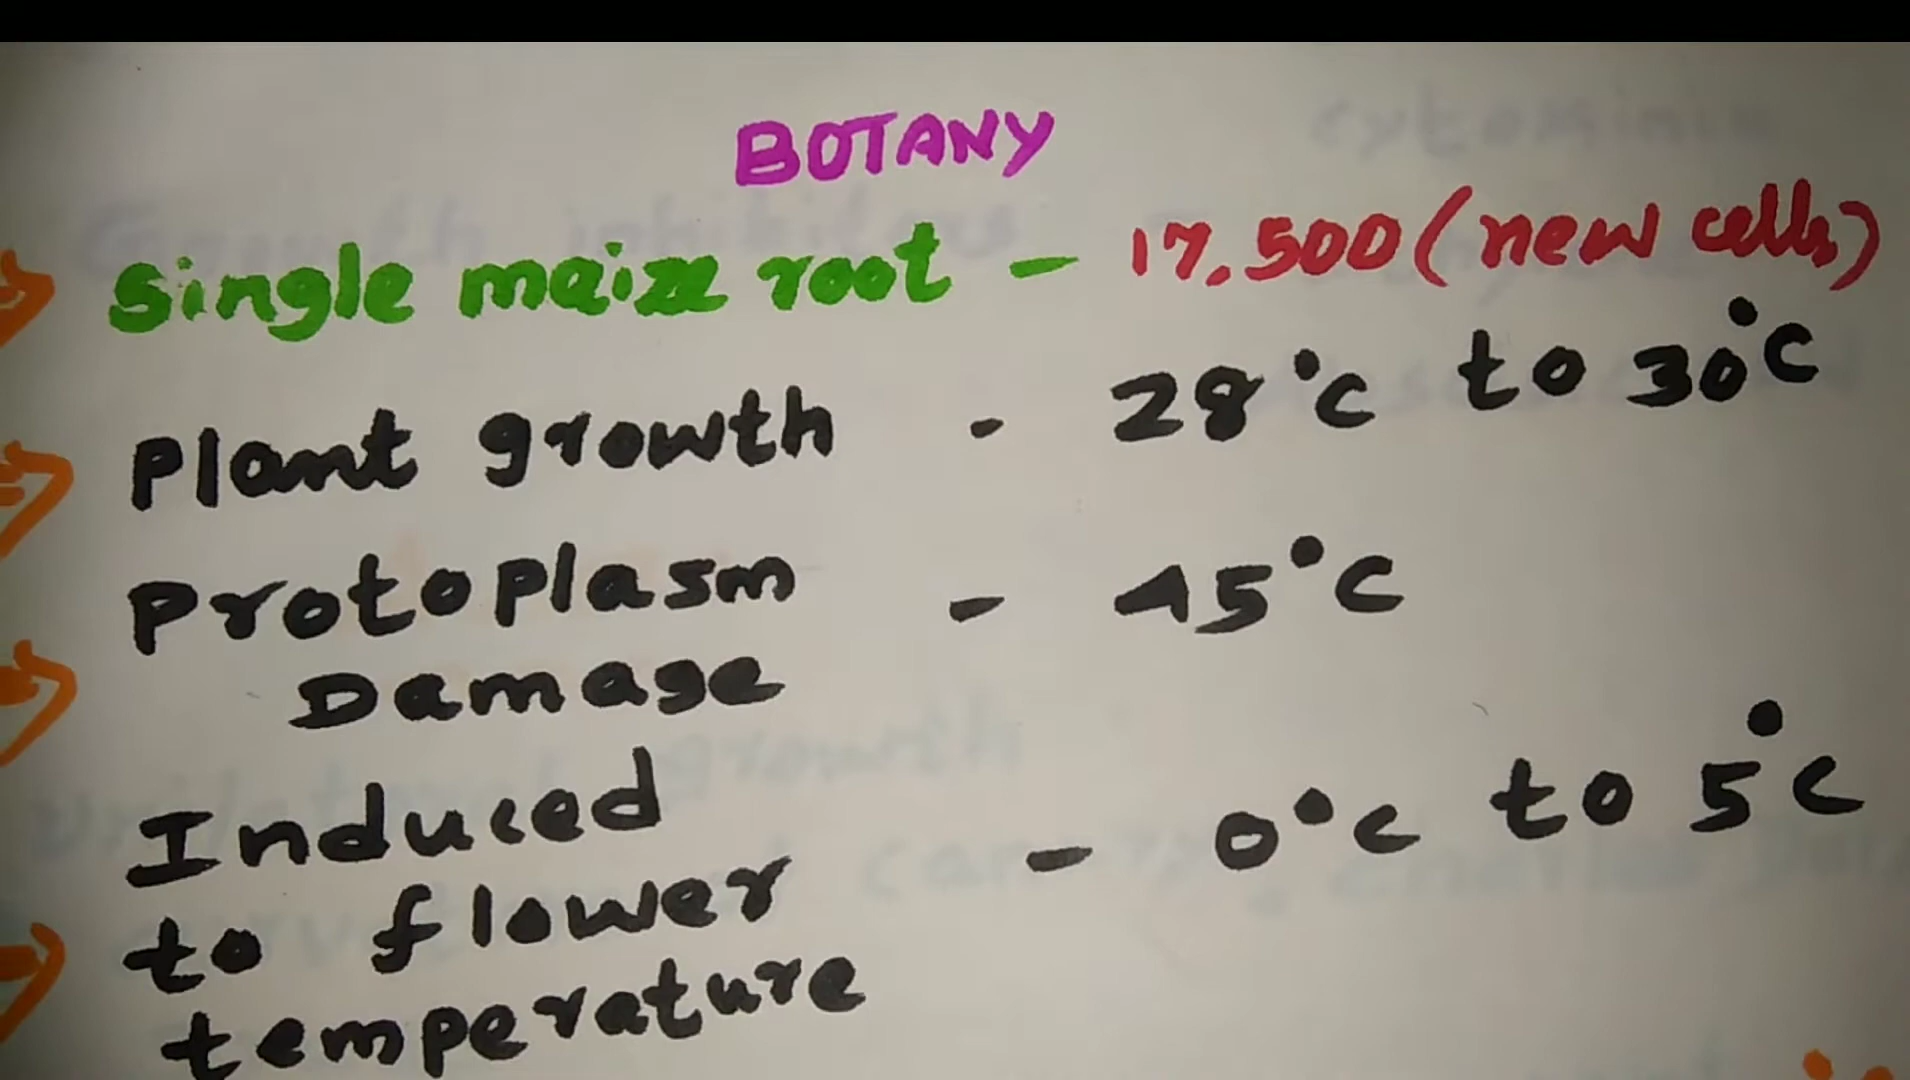 BOTANY
Single maize root - 17.500 (new cells)
Plant growth - 28°C to 30°C
Protoplasm - 45°C
Damage
Induced
to flower - 0°C to 5°C
temperature